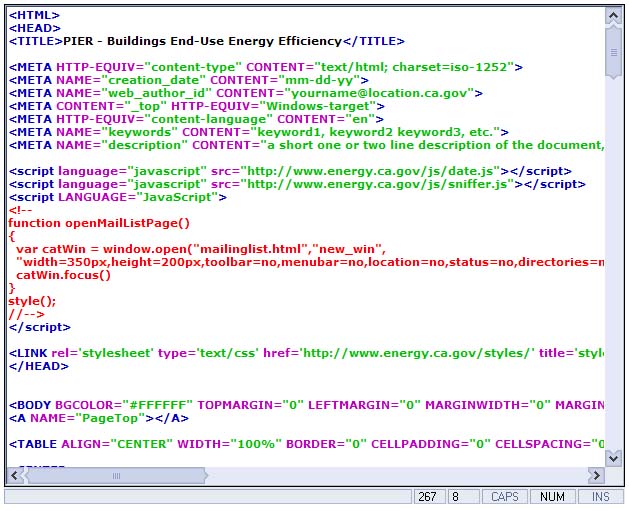 <HTML>
<HEAD>
<TITLE>PIER - Buildings End-Use Energy Efficiency</TITLE>
<META HTTP-EQUIV="content-type" CONTENT="text/html; charset=iso-1252">
<META NAME="creation_date" CONTENT="mm-dd-yy">
<META NAME="web_author_id" CONTENT="yourname@location.ca.gov">
<META CONTENT="_top" HTTP-EQUIV="Windows-target">
<META HTTP-EQUIV="content-language" CONTENT="en">
<META NAME="keywords" CONTENT="keyword1, keyword2 keyword3, etc.">
<META NAME="description" CONTENT="a short one or two line description of the document,
<script language="javascript" src="http://www.energy.ca.gov/js/date.js"></script>
<script language="javascript" src="http://www.energy.ca.gov/js/sniffer.js"></script>
<script LANGUAGE="JavaScript">
<!--
function openMailListPage()
{
var catWin = window.open("mailinglist.html","new_win",
"width=350px,height=200px,toolbar=no,menubar=no,location=no,status=no,directories=n
catWin.focus()
}
style();
//-->
</script>
<LINK rel='stylesheet' type='text/css' href='http://www.energy.ca.gov/styles/' title='style
</HEAD>
<BODY BGCOLOR="#FFFFFF" TOPMARGIN="0" LEFTMARGIN="0" MARGINWIDTH="0" MARGIN
<A NAME="PageTop"></A>
<TABLE ALIGN="CENTER" WIDTH="100%" BORDER="0" CELLPADDING="0" CELLSPACING="0
267 8 CAPS NUM INS